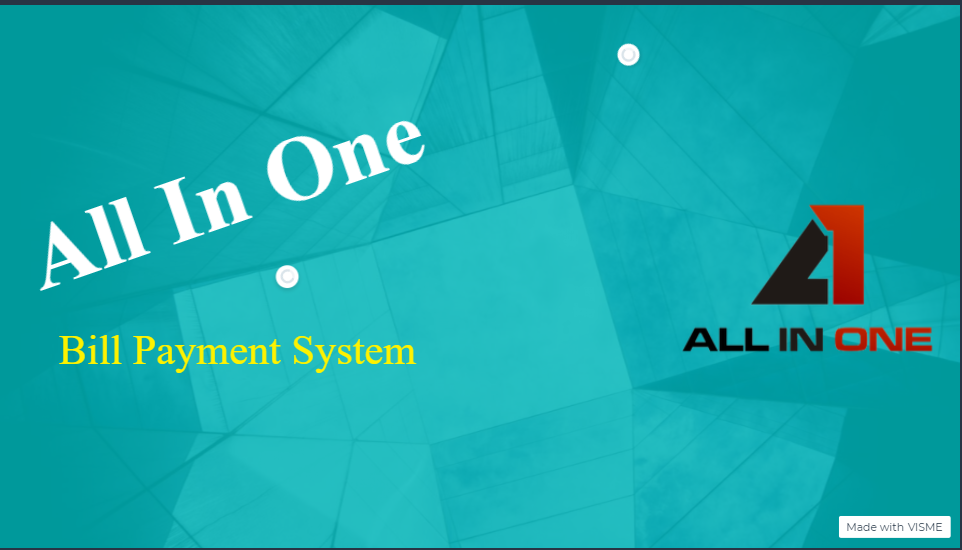 All In One
Bill Payment System
ALL IN ONE
Made with VISME